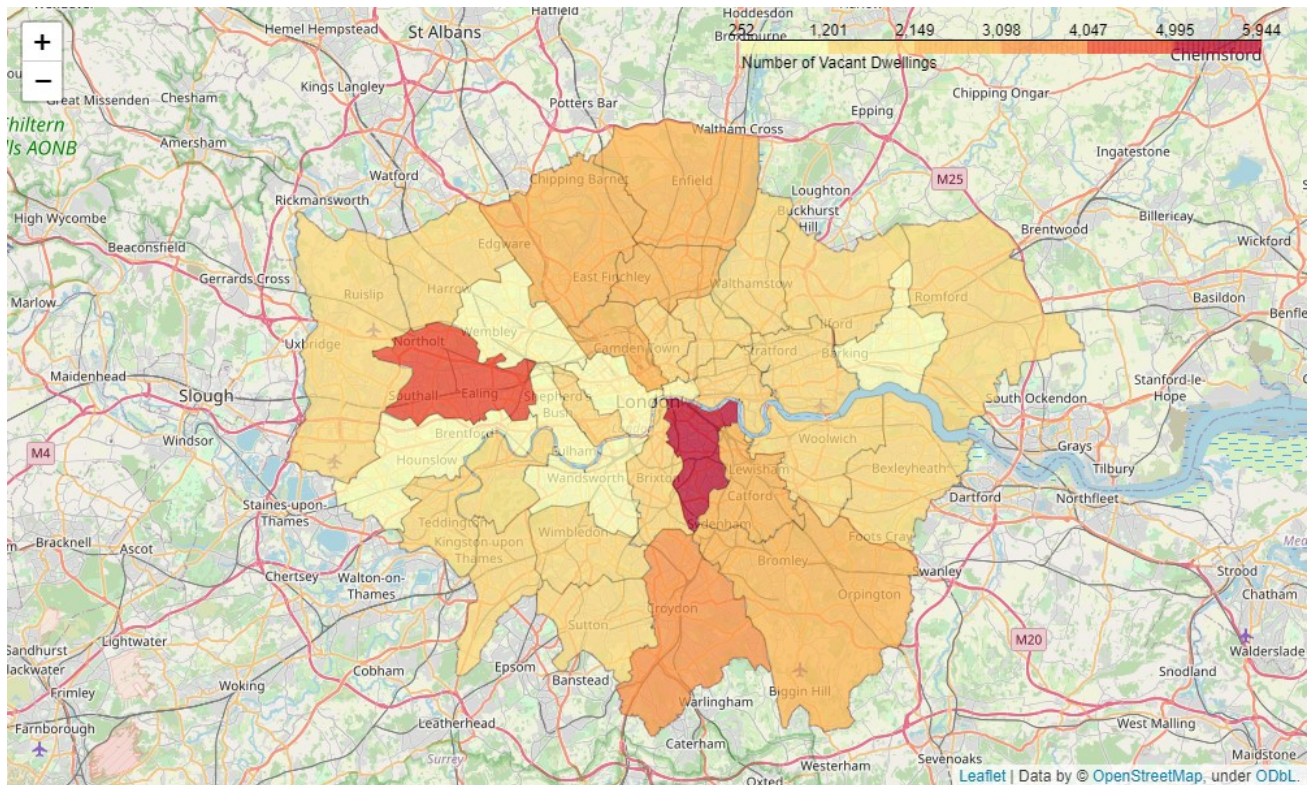 +
−
Hatfield
Hoddesdon
Hemel Hempstead
St Albans
Broxbourne
252 1,201 2,149 3,098 4,047 4,995 5,944
Number of Vacant Dwellings
Chelmsford
Kings Langley
Great Missenden
Chesham
Potters Bar
Chipping Ongar
Epping
Waltham Cross
hiltern
lls AONB
Amersham
Ingatestone
Watford
Chipping Barnet
Enfield
M25
Rickmansworth
Loughton
High Wycombe
Buckhurst
Hill
Billericay
Brentwood
Beaconsfield
Edgware
Wickford
Gerrards Cross
East Finchley
Walthamstow
Harrow
Ruislip
Romford
Basildon
Marlow
Benfle
Ilford
Wembley
Uxbridge
Northolt
Camden Town
Stratford
Barking
Maidenhead
Stanford-le-
Hope
Slough
Southall
Ealing
Shepherd's
Bush
London
South Ockendon
Windsor
Brentford
Woolwich
Grays
M4
Fulham
Hounslow
Tilbury
Lewisham
Bexleyheath
Wandsworth
Brixto
Catford
Dartford
Northfleet
Staines-upon-
Thames
Teddington
Sydenham
Wimbledon
Kingston upon
Thames
Foots Cray
Bracknell
Ascot
Bromley
Swanley
Strood
Chertsey
Walton-on-
Thames
Orpington
Chatham
Croydon
Sutton
M20
Lightwater
Sandhurst
lackwater
Walderslade
Cobham
Epsom
Snodland
Banstead
Woking
Biggin Hill
Frimley
Warlingham
Leatherhead
West Malling
Farnborough
Caterham
Surrey
Sevenoaks
Maidstone
Westerham
Oxted
Leaflet | Data by © OpenStreetMap, under ODbL.